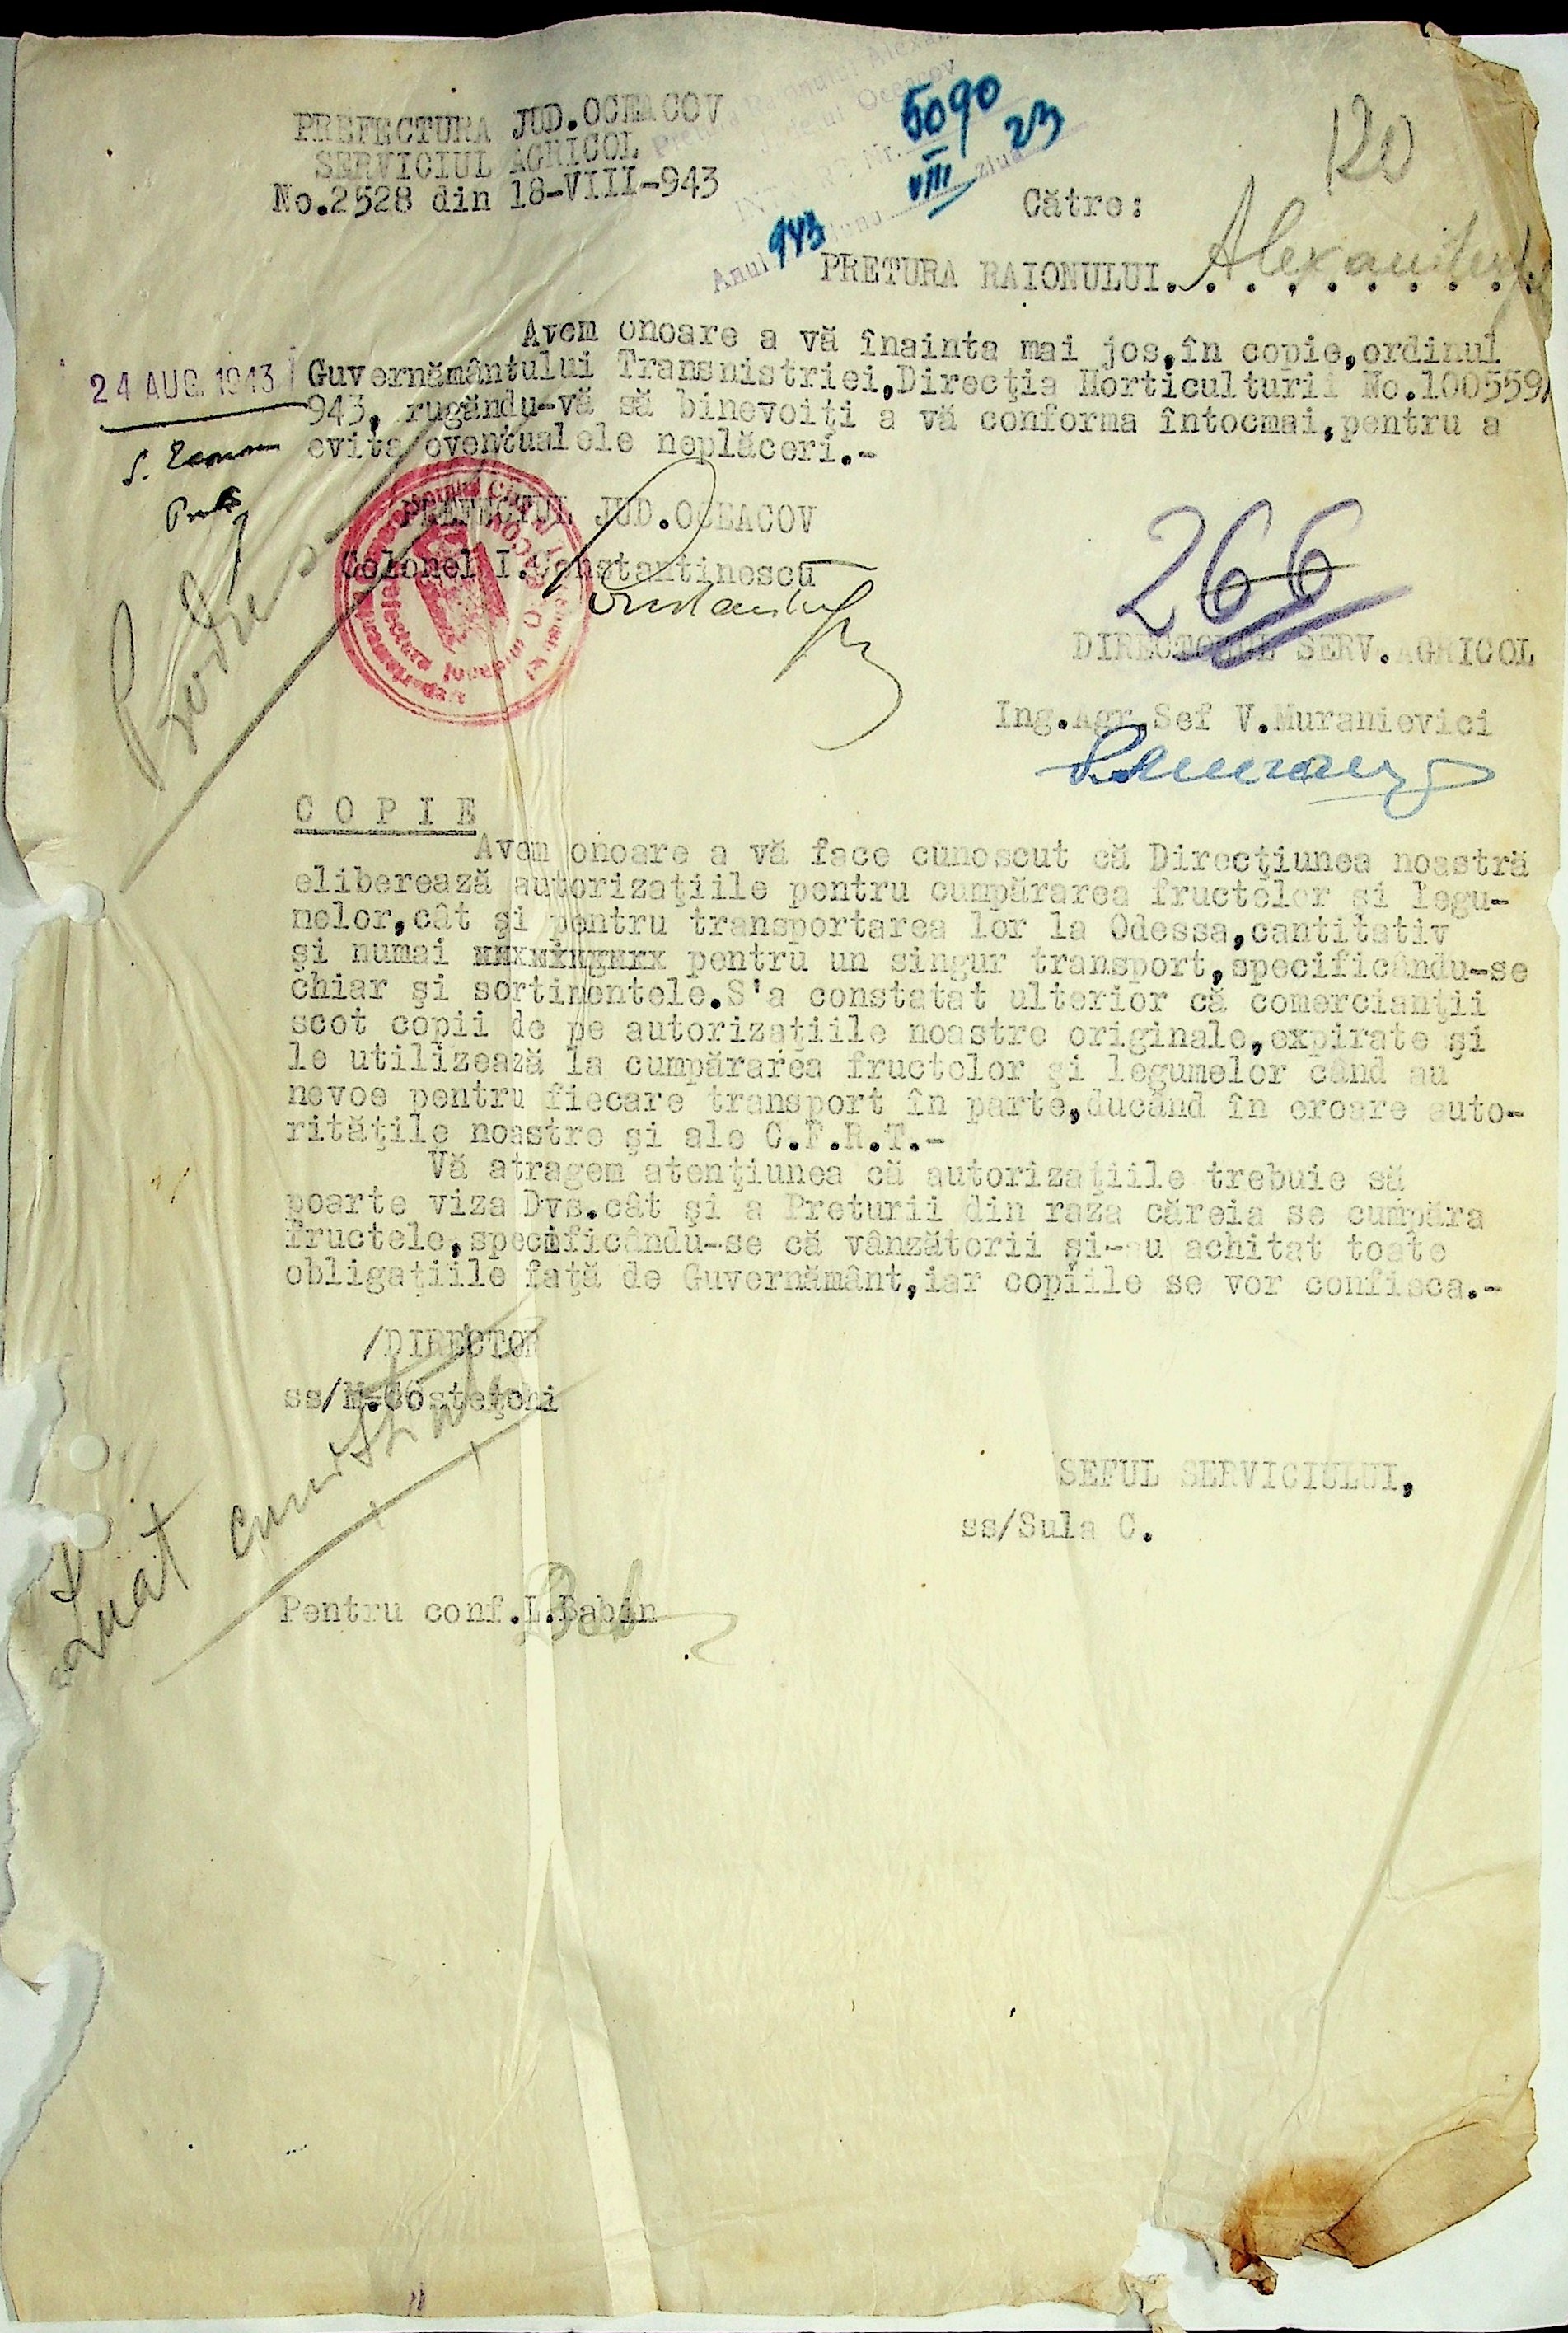 PREFECTURA JUD.OCEACOV
SERVICIUL AGRICOL
No.2528 din 18-VIII-943
5090
VIII 23
ziua
Anul 943
120
Către:
PRETURA RAIONULUI.
Avem onoare a vă înainta mai jos,în copie,ordinul
Guvernământului Transnistriei,Direcţia Horticulturii No.100559/
943, rugându-vă să binevoiţi a vă conforma întocmai,pentru a
evita eventualele neplăceri.-
24 AUG. 1943
PREFECTUL JUD.OCEACOV
Colonel I.Constantinescu
266
DIRECTORUL SERV.AGRICOL
Ing.Agr.Sef V.Muranievici
C O P I E
Avem onoare a vă face cunoscut că Direcţiunea noastră
eliberează autorizaţiile pentru cumpărarea fructelor si legu-
melor,cât şi pentru transportarea lor la Odessa,cantitativ
şi numai pentru un singur transport,specificându-se
chiar şi sortimentele.S'a constatat ulterior că comercianţii
scot copii de pe autorizaţiile noastre originale,expirate şi
le utilizează la cumpărarea fructelor şi legumelor când au
nevoe pentru fiecare transport în parte,ducând în eroare auto-
rităţile noastre şi ale C.F.R.T.-
Vă atragem atenţiunea că autorizaţiile trebuie să
poarte viza Dvs.cât şi a Preturii din raza căreia se cumpăra
fructele,specificându-se că vânzătorii şi-au achitat toate
obligaţiile faţă de Guvernământ,iar copiile se vor confisca.-
/DIRECTOR
ss/M.Costeţchi
SEFUL SERVICIULUI,
ss/Sula C.
Luat cunoştinţă
Pentru conf.I.Baban